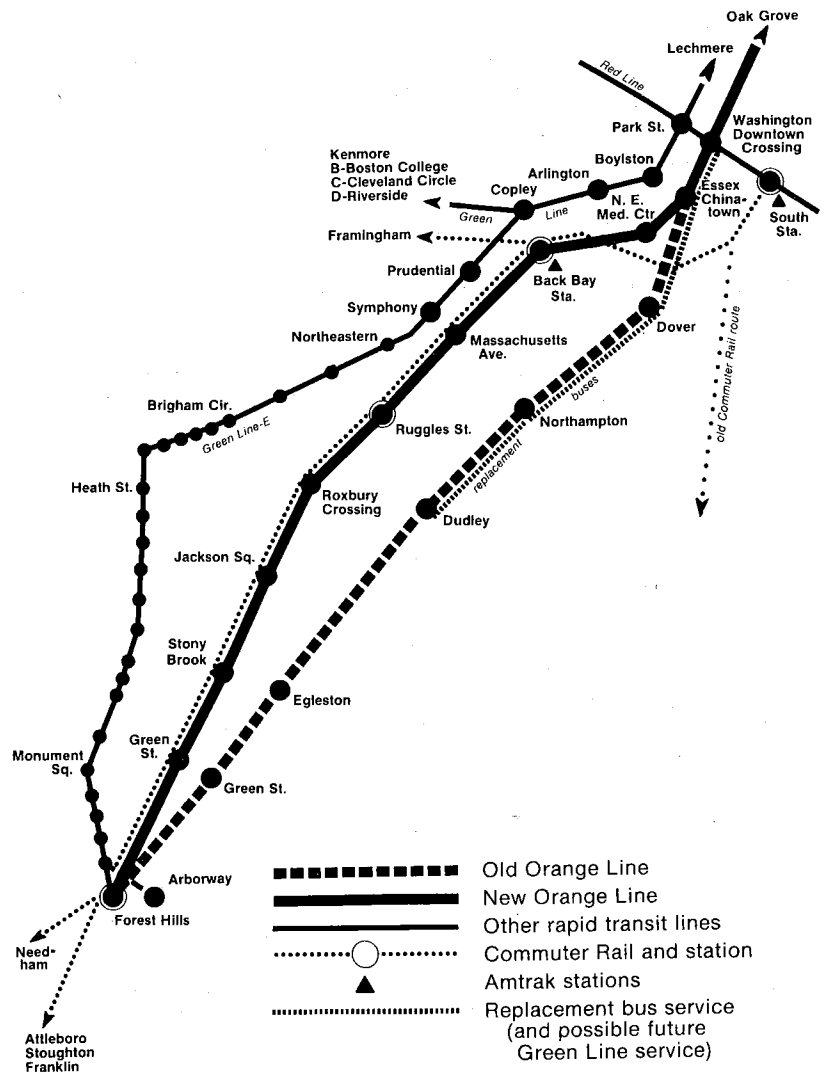 Oak Grove
Lechmere
Red Line
Park St.
Washington
Downtown
Crossing
Kenmore
B-Boston College
C-Cleveland Circle
D-Riverside
Arlington
Boylston
Copley
Green Line
N. E.
Med. Ctr.
Essex
China-
town
South
Sta.
Framingham
Prudential
Back Bay
Sta.
Symphony
Dover
Northeastern
Massachusetts
Ave.
old Commuter Rail route
buses
Brigham Cir.
Green Line-E
Ruggles St.
Northampton
replacement
Heath St.
Roxbury
Crossing
Dudley
Jackson Sq.
Stony
Brook
Egleston
Green
St.
Monument
Sq.
Green St.
Arborway
Forest Hills
Need-
ham
Attleboro
Stoughton
Franklin
Old Orange Line
New Orange Line
Other rapid transit lines
Commuter Rail and station
Amtrak stations
Replacement bus service
(and possible future
Green Line service)